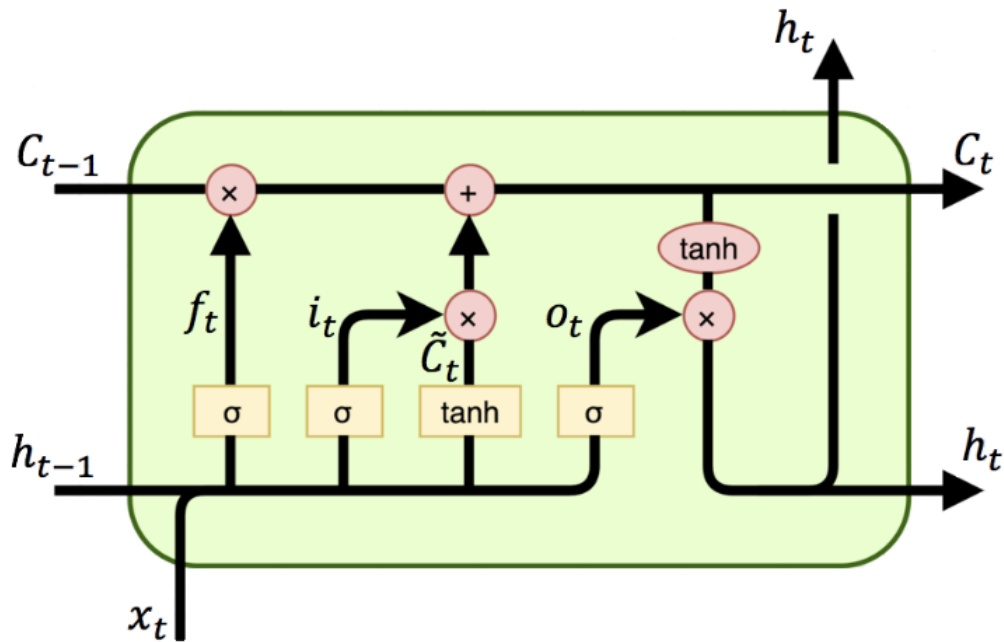 h_t
C_{t-1}
C_t
×
+
tanh
f_t
i_t
×
o_t
×
C̃_t
σ
σ
tanh
σ
h_{t-1}
h_t
x_t